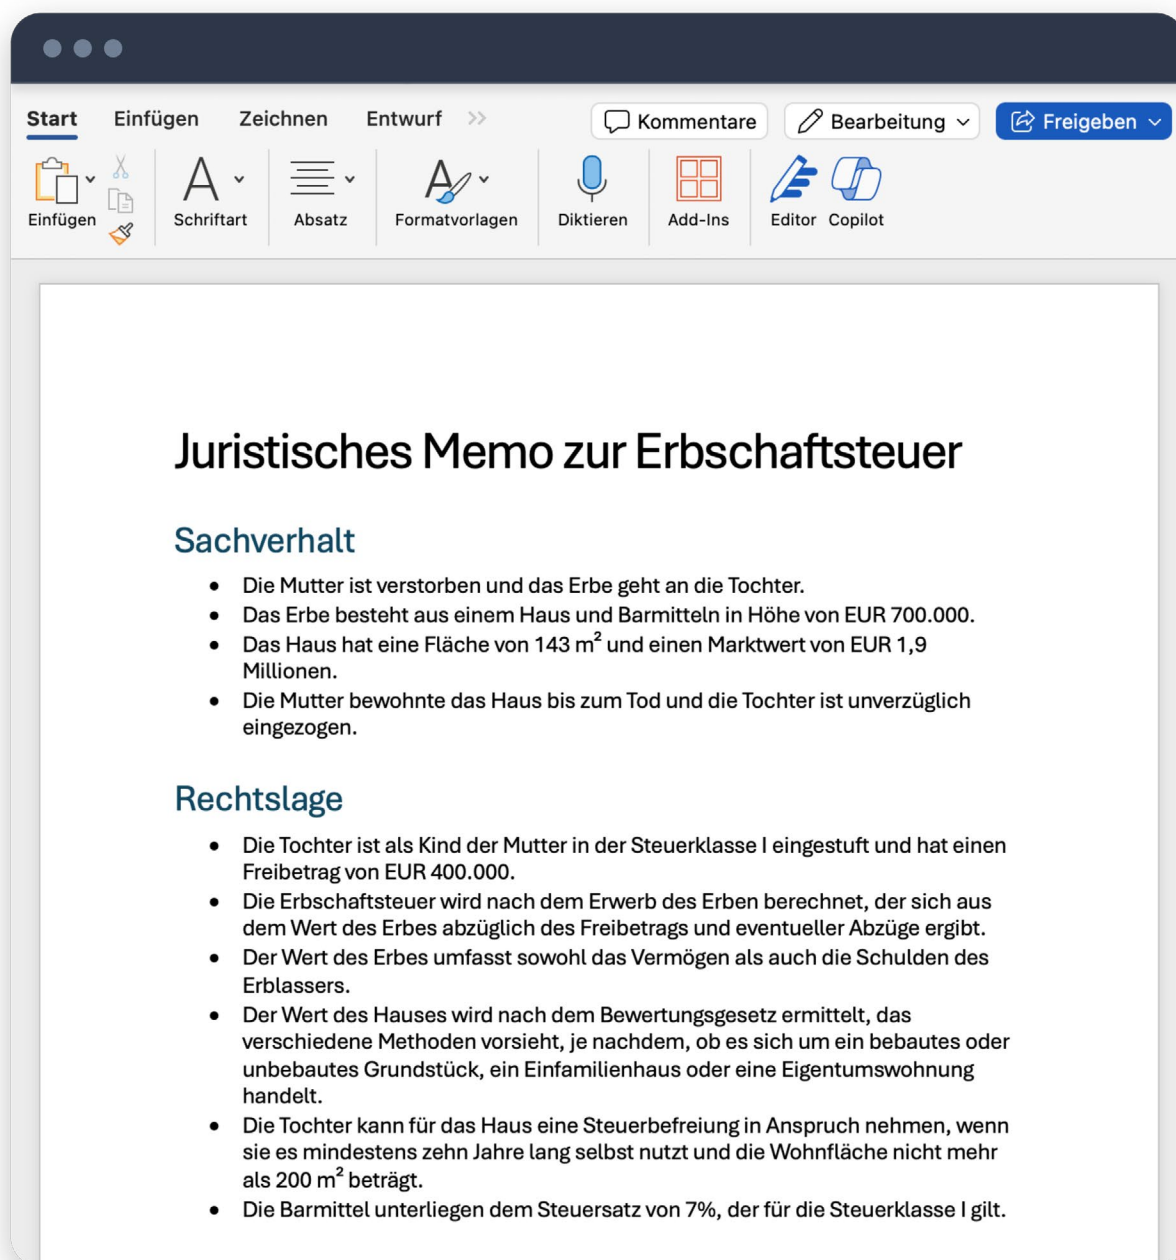 Start Einfügen Zeichnen Entwurf Kommentare Bearbeitung Freigeben
Einfügen Schriftart Absatz Formatvorlagen Diktieren Add-Ins Editor Copilot
Juristisches Memo zur Erbschaftsteuer
Sachverhalt
• Die Mutter ist verstorben und das Erbe geht an die Tochter.
• Das Erbe besteht aus einem Haus und Barmitteln in Höhe von EUR 700.000.
• Das Haus hat eine Fläche von 143 m² und einen Marktwert von EUR 1,9
Millionen.
• Die Mutter bewohnte das Haus bis zum Tod und die Tochter ist unverzüglich
eingezogen.
Rechtslage
• Die Tochter ist als Kind der Mutter in der Steuerklasse I eingestuft und hat einen
Freibetrag von EUR 400.000.
• Die Erbschaftsteuer wird nach dem Erwerb des Erben berechnet, der sich aus
dem Wert des Erbes abzüglich des Freibetrags und eventueller Abzüge ergibt.
• Der Wert des Erbes umfasst sowohl das Vermögen als auch die Schulden des
Erblassers.
• Der Wert des Hauses wird nach dem Bewertungsgesetz ermittelt, das
verschiedene Methoden vorsieht, je nachdem, ob es sich um ein bebautes oder
unbebautes Grundstück, ein Einfamilienhaus oder eine Eigentumswohnung
handelt.
• Die Tochter kann für das Haus eine Steuerbefreiung in Anspruch nehmen, wenn
sie es mindestens zehn Jahre lang selbst nutzt und die Wohnfläche nicht mehr
als 200 m² beträgt.
• Die Barmittel unterliegen dem Steuersatz von 7%, der für die Steuerklasse I gilt.